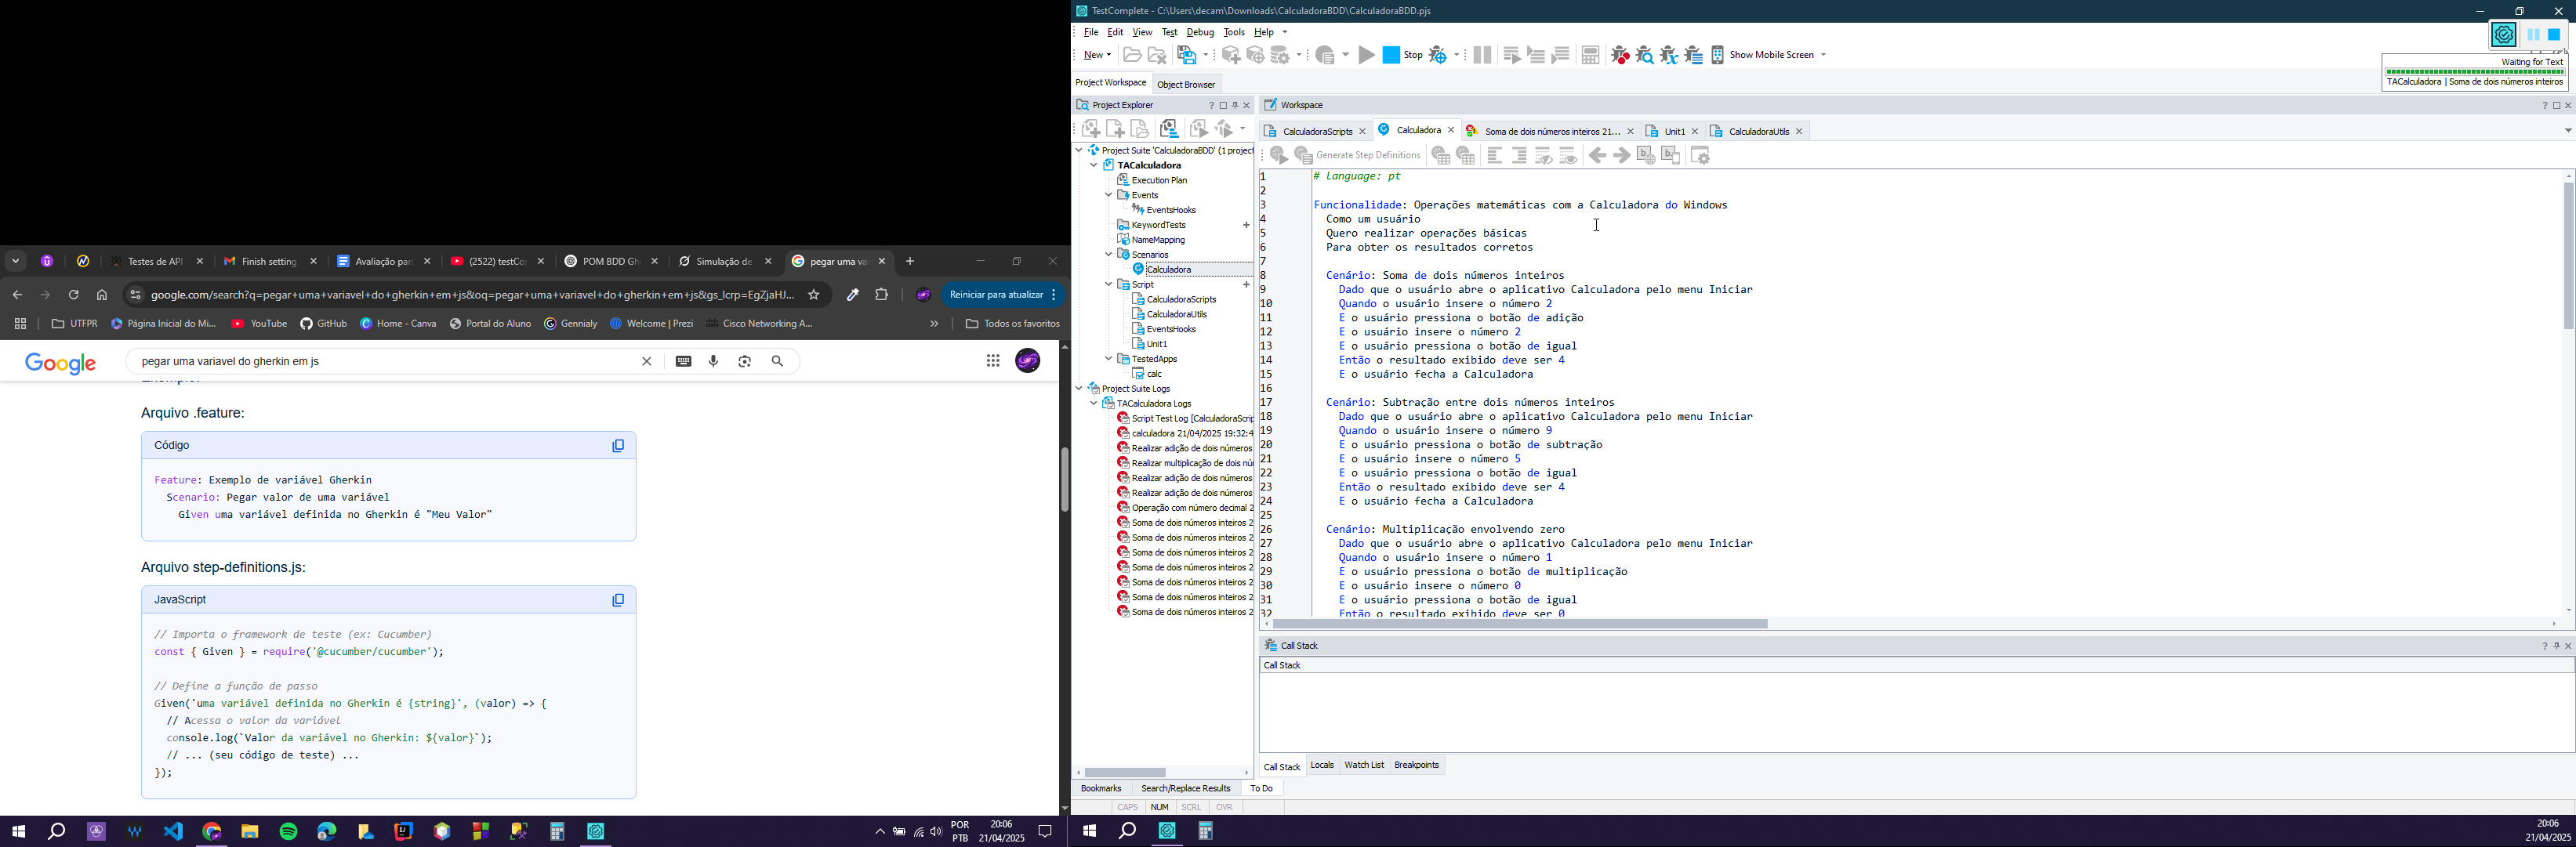 Testes de API
Finish setting
Avaliação par
(2522) testCo
POM BDD Gh
Simulação de
pegar uma va
google.com/search?q=pegar+uma+variavel+do+gherkin+em+js&oq=pegar+uma+variavel+do+gherkin+em+js&gs_lcrp=EgZjaHJ...
Reiniciar para atualizar
UTFPR
Página Inicial do Mi...
YouTube
GitHub
Home - Canva
Portal do Aluno
Gennialy
Welcome | Prezi
Cisco Networking A...
»
Todos os favoritos
Google
pegar uma variavel do gherkin em js
Arquivo .feature:
Código
Feature: Exemplo de variável Gherkin
Scenario: Pegar valor de uma variável
Given uma variável definida no Gherkin é "Meu Valor"
Arquivo step-definitions.js:
JavaScript
// Importa o framework de teste (ex: Cucumber)
const { Given } = require('@cucumber/cucumber');
// Define a função de passo
Given('uma variável definida no Gherkin é {string}', (valor) => {
// Acessa o valor da variável
console.log(`Valor da variável no Gherkin: ${valor}`);
// ... (seu código de teste) ...
});
POR
PTB
20:06
21/04/2025
TestComplete - C:\Users\decam\Downloads\CalculadoraBDD\CalculadoraBDD.pjs
File Edit View Test Debug Tools Help
New
Stop
Show Mobile Screen
Waiting for Text
TACalculadora | Soma de dois números inteiros
Project Workspace
Object Browser
Project Explorer
Project Suite 'CalculadoraBDD' (1 project
TACalculadora
Execution Plan
Events
EventsHooks
KeywordTests
NameMapping
Scenarios
Calculadora
Script
CalculadoraScripts
CalculadoraUtils
EventsHooks
Unit1
TestedApps
calc
Project Suite Logs
TACalculadora Logs
Script Test Log [CalculadoraScrip
calculadora 21/04/2025 19:32:4
Realizar adição de dois números
Realizar multiplicação de dois nú
Realizar adição de dois números
Realizar adição de dois números
Operação com número decimal 2
Soma de dois números inteiros 2
Soma de dois números inteiros 2
Soma de dois números inteiros 2
Soma de dois números inteiros 2
Soma de dois números inteiros 2
Soma de dois números inteiros 2
Soma de dois números inteiros 2
Workspace
CalculadoraScripts
Calculadora
Soma de dois números inteiros 21...
Unit1
CalculadoraUtils
Generate Step Definitions
1 # language: pt
2
3 Funcionalidade: Operações matemáticas com a Calculadora do Windows
4 Como um usuário
5 Quero realizar operações básicas
6 Para obter os resultados corretos
7
8 Cenário: Soma de dois números inteiros
9 Dado que o usuário abre o aplicativo Calculadora pelo menu Iniciar
10 Quando o usuário insere o número 2
11 E o usuário pressiona o botão de adição
12 E o usuário insere o número 2
13 E o usuário pressiona o botão de igual
14 Então o resultado exibido deve ser 4
15 E o usuário fecha a Calculadora
16
17 Cenário: Subtração entre dois números inteiros
18 Dado que o usuário abre o aplicativo Calculadora pelo menu Iniciar
19 Quando o usuário insere o número 9
20 E o usuário pressiona o botão de subtração
21 E o usuário insere o número 5
22 E o usuário pressiona o botão de igual
23 Então o resultado exibido deve ser 4
24 E o usuário fecha a Calculadora
25
26 Cenário: Multiplicação envolvendo zero
27 Dado que o usuário abre o aplicativo Calculadora pelo menu Iniciar
28 Quando o usuário insere o número 1
29 E o usuário pressiona o botão de multiplicação
30 E o usuário insere o número 0
31 E o usuário pressiona o botão de igual
32 Então o resultado exibido deve ser 0
Call Stack
Call Stack
Call Stack
Locals
Watch List
Breakpoints
Bookmarks
Search/Replace Results
To Do
CAPS
NUM
SCRL
OVR
20:06
21/04/2025